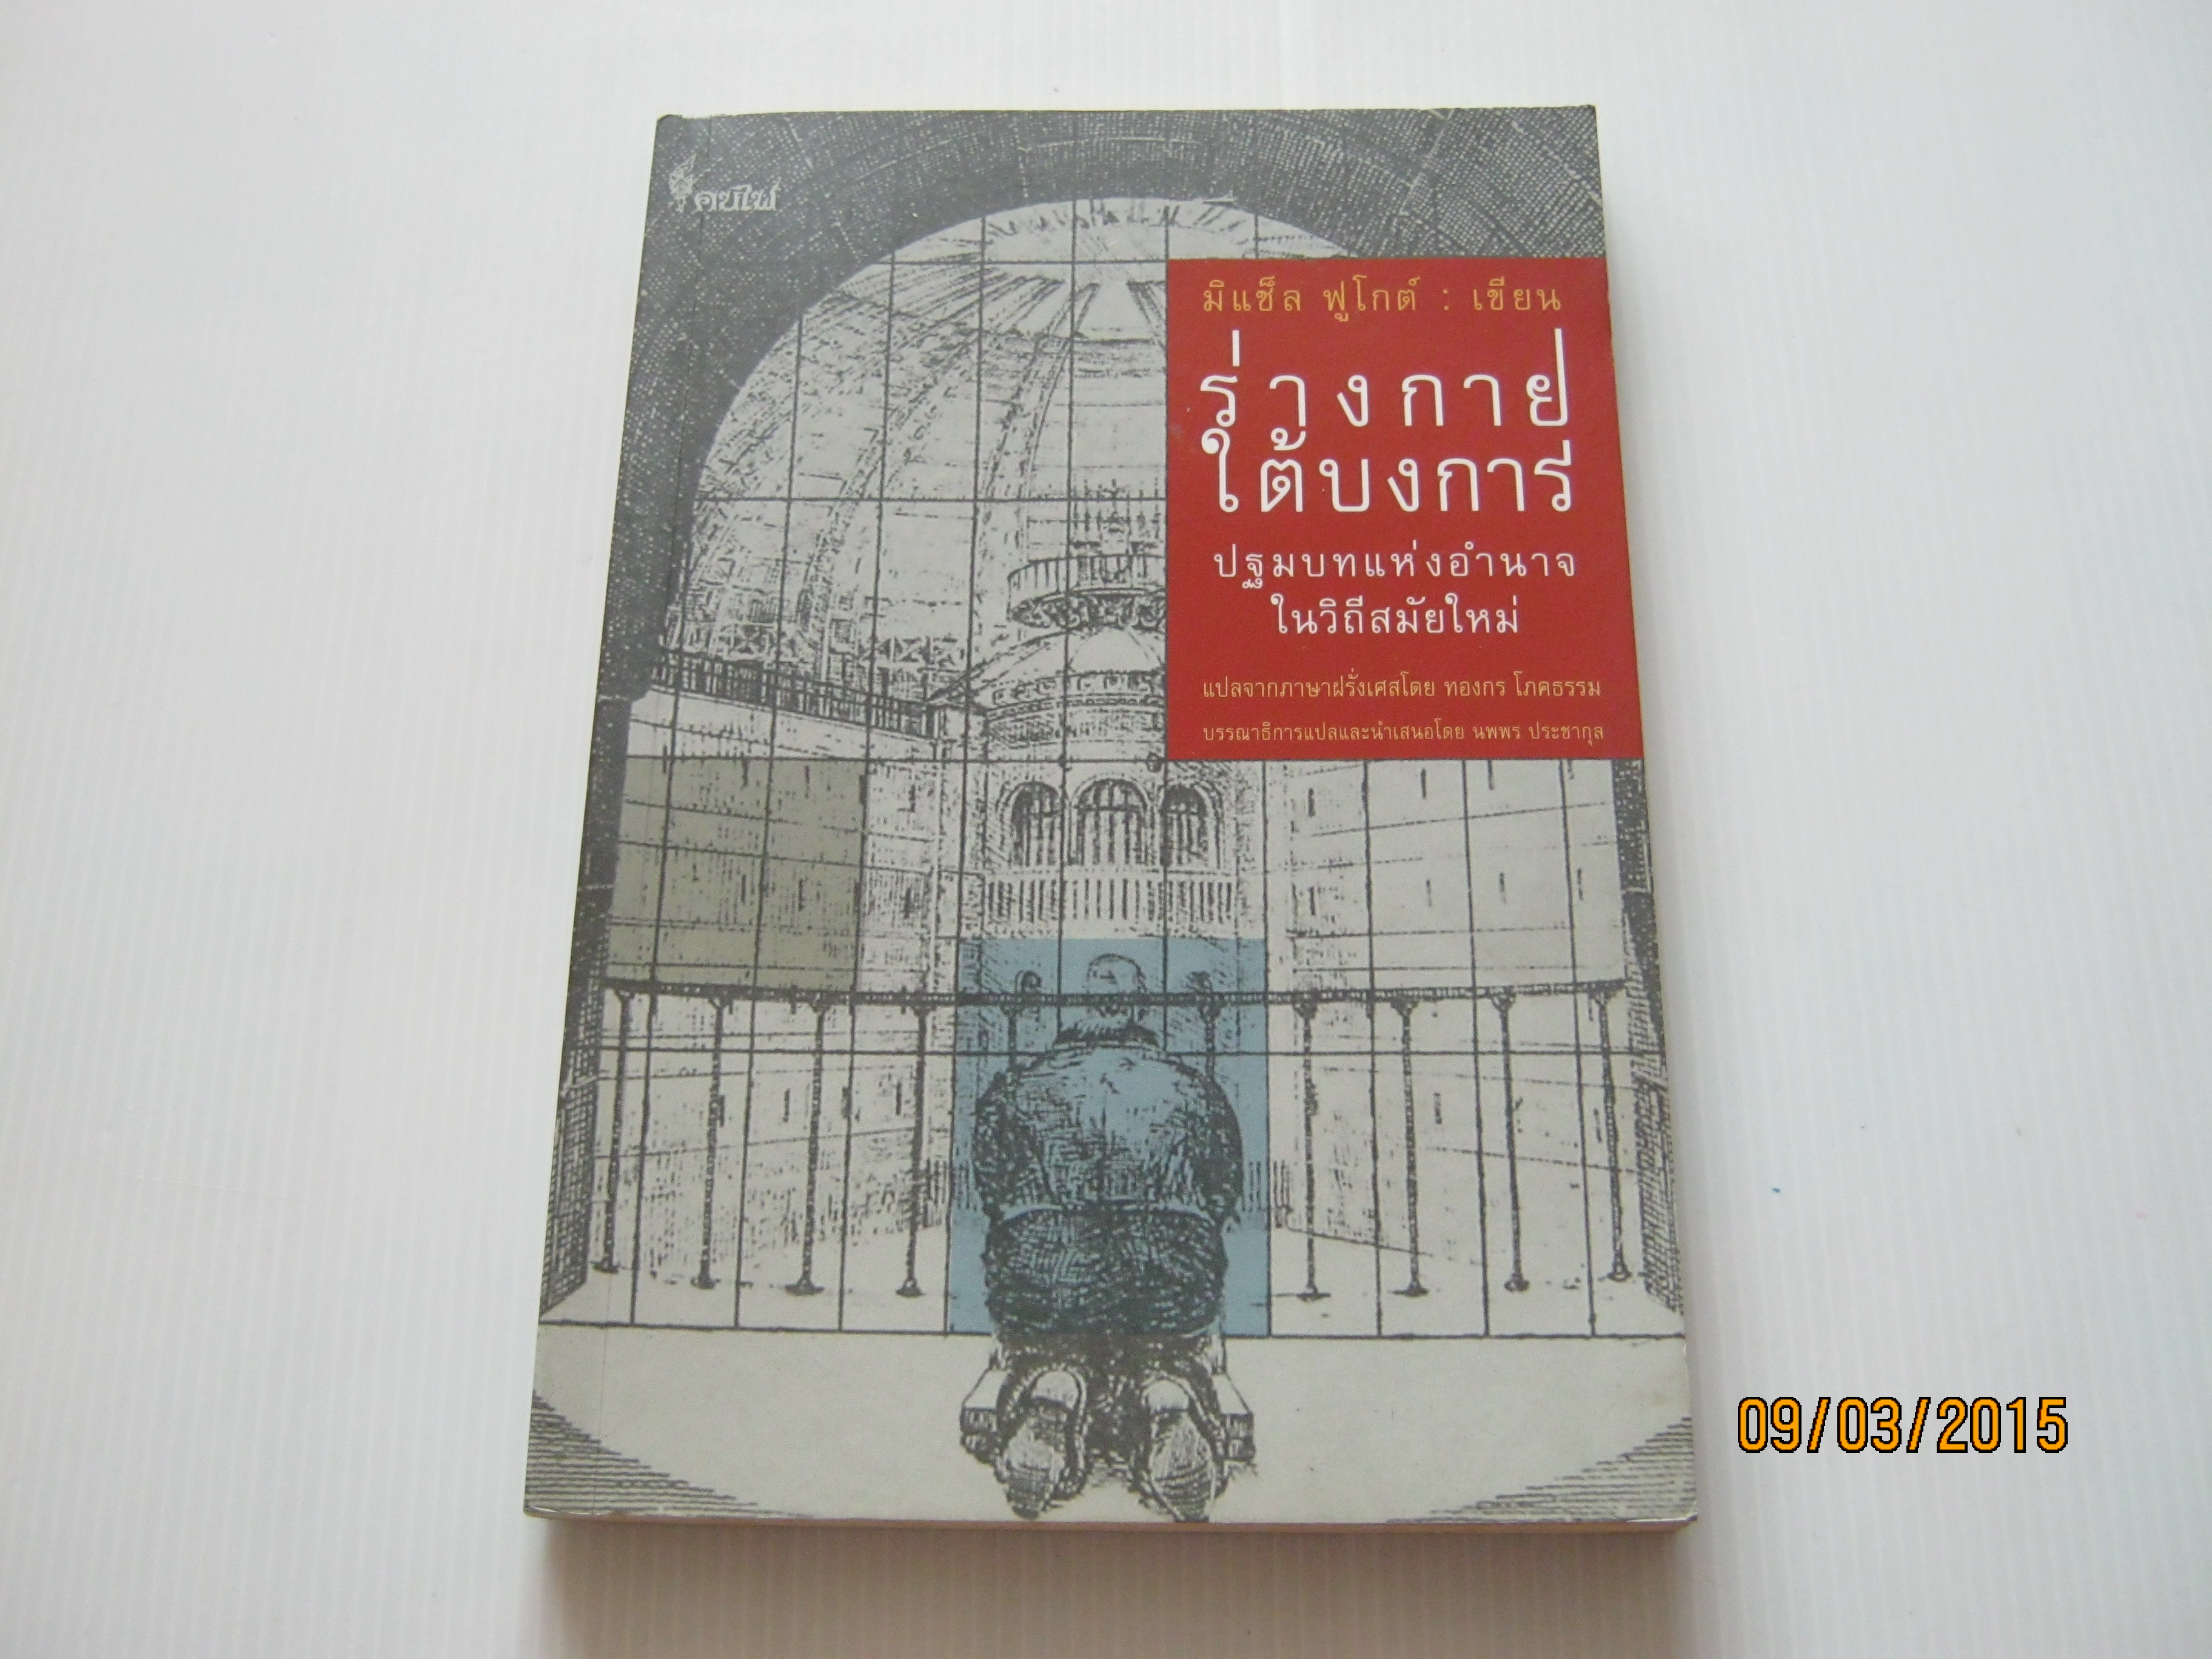 คบไฟ
มิแช็ล ฟูโกต์ : เขียน
ร่างกาย
ใต้บงการ
ปฐมบทแห่งอำนาจ
ในวิถีสมัยใหม่
แปลจากภาษาฝรั่งเศสโดย ทองกร โภคธรรม
บรรณาธิการแปลและนำเสนอโดย นพพร ประชากุล
09/03/2015